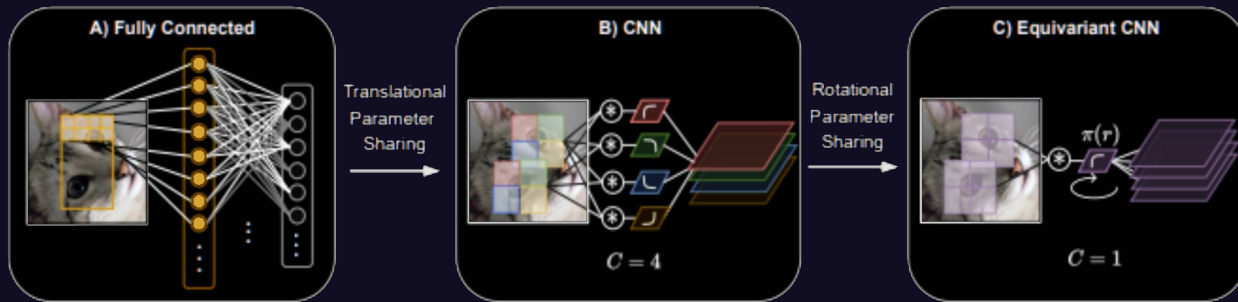 A) Fully Connected
Translational
Parameter
Sharing
B) CNN
C = 4
Rotational
Parameter
Sharing
C) Equivariant CNN
π(r)
C = 1